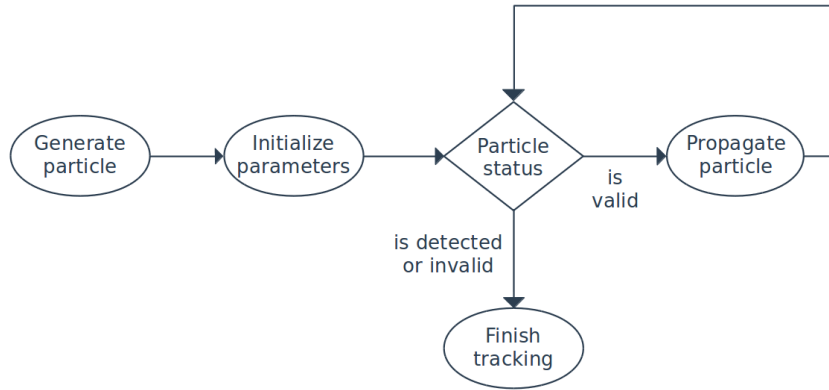 Generate
particle
Initialize
parameters
Particle
status
is
valid
Propagate
particle
is detected
or invalid
Finish
tracking